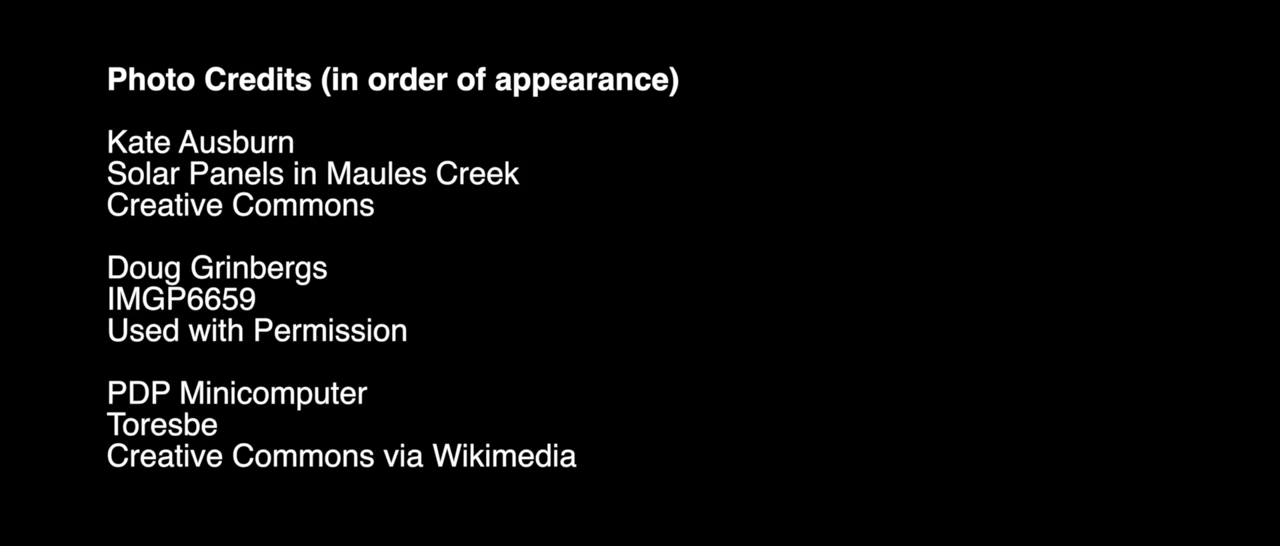 Photo Credits (in order of appearance)
Kate Ausburn
Solar Panels in Maules Creek
Creative Commons
Doug Grinbergs
IMGP6659
Used with Permission
PDP Minicomputer
Toresbe
Creative Commons via Wikimedia